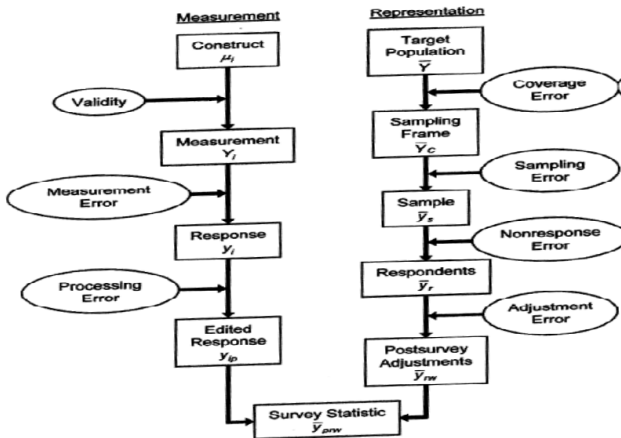 Measurement
Representation
Construct
μi
Validity
Measurement
Yi
Measurement
Error
Response
yi
Processing
Error
Edited
Response
yip
Target
Population
Ȳ
Coverage
Error
Sampling
Frame
ȲC
Sampling
Error
Sample
ȳs
Nonresponse
Error
Respondents
ȳr
Adjustment
Error
Postsurvey
Adjustments
ȳrw
Survey Statistic
ȳprw